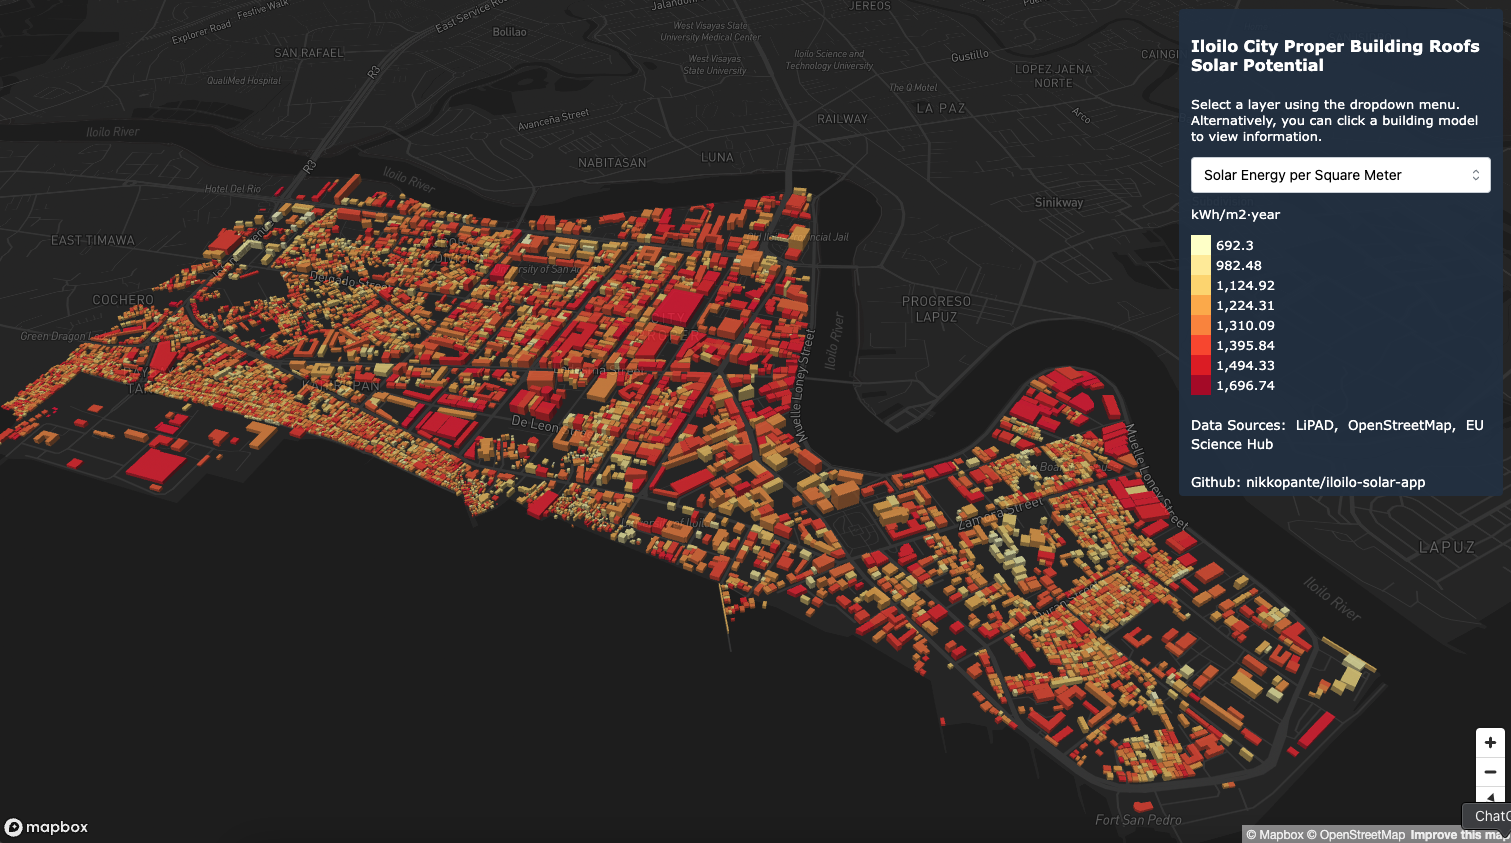 Explorer Road
Festive Walk
East Service Ro
Jalandon
JEREOS
Bolilao
West Visayas State
University Medical Center
SAN RAFAEL
R3
QualiMed Hospital
West Visayas
State University
Iloilo Science and
Technology University
Gustillo
LOPEZ JAENA
NORTE
CAINGI
The Q Motel
LA PAZ
Arco
Avanceña Street
RAILWAY
Iloilo River
NABITASAN
LUNA
R3
Iloilo River
Hotel Del Rio
Sinikway
EAST TIMAWA
Delgado Street
COCHERO
PROGRESO
LAPUZ
Green Dragon L
CITY
Iloilo River
Muelle Loney Street
De Leon
Muelle Loney Street
Zamora Street
LAPUZ
Iloilo River
Fort San Pedro
Iloilo City Proper Building Roofs
Solar Potential
Select a layer using the dropdown menu.
Alternatively, you can click a building model
to view information.
Solar Energy per Square Meter
kWh/m2·year
692.3
982.48
1,124.92
1,224.31
1,310.09
1,395.84
1,494.33
1,696.74
Data Sources: LiPAD, OpenStreetMap, EU
Science Hub
Github: nikkopante/iloilo-solar-app
+
−
ChatG
mapbox
© Mapbox © OpenStreetMap Improve this map